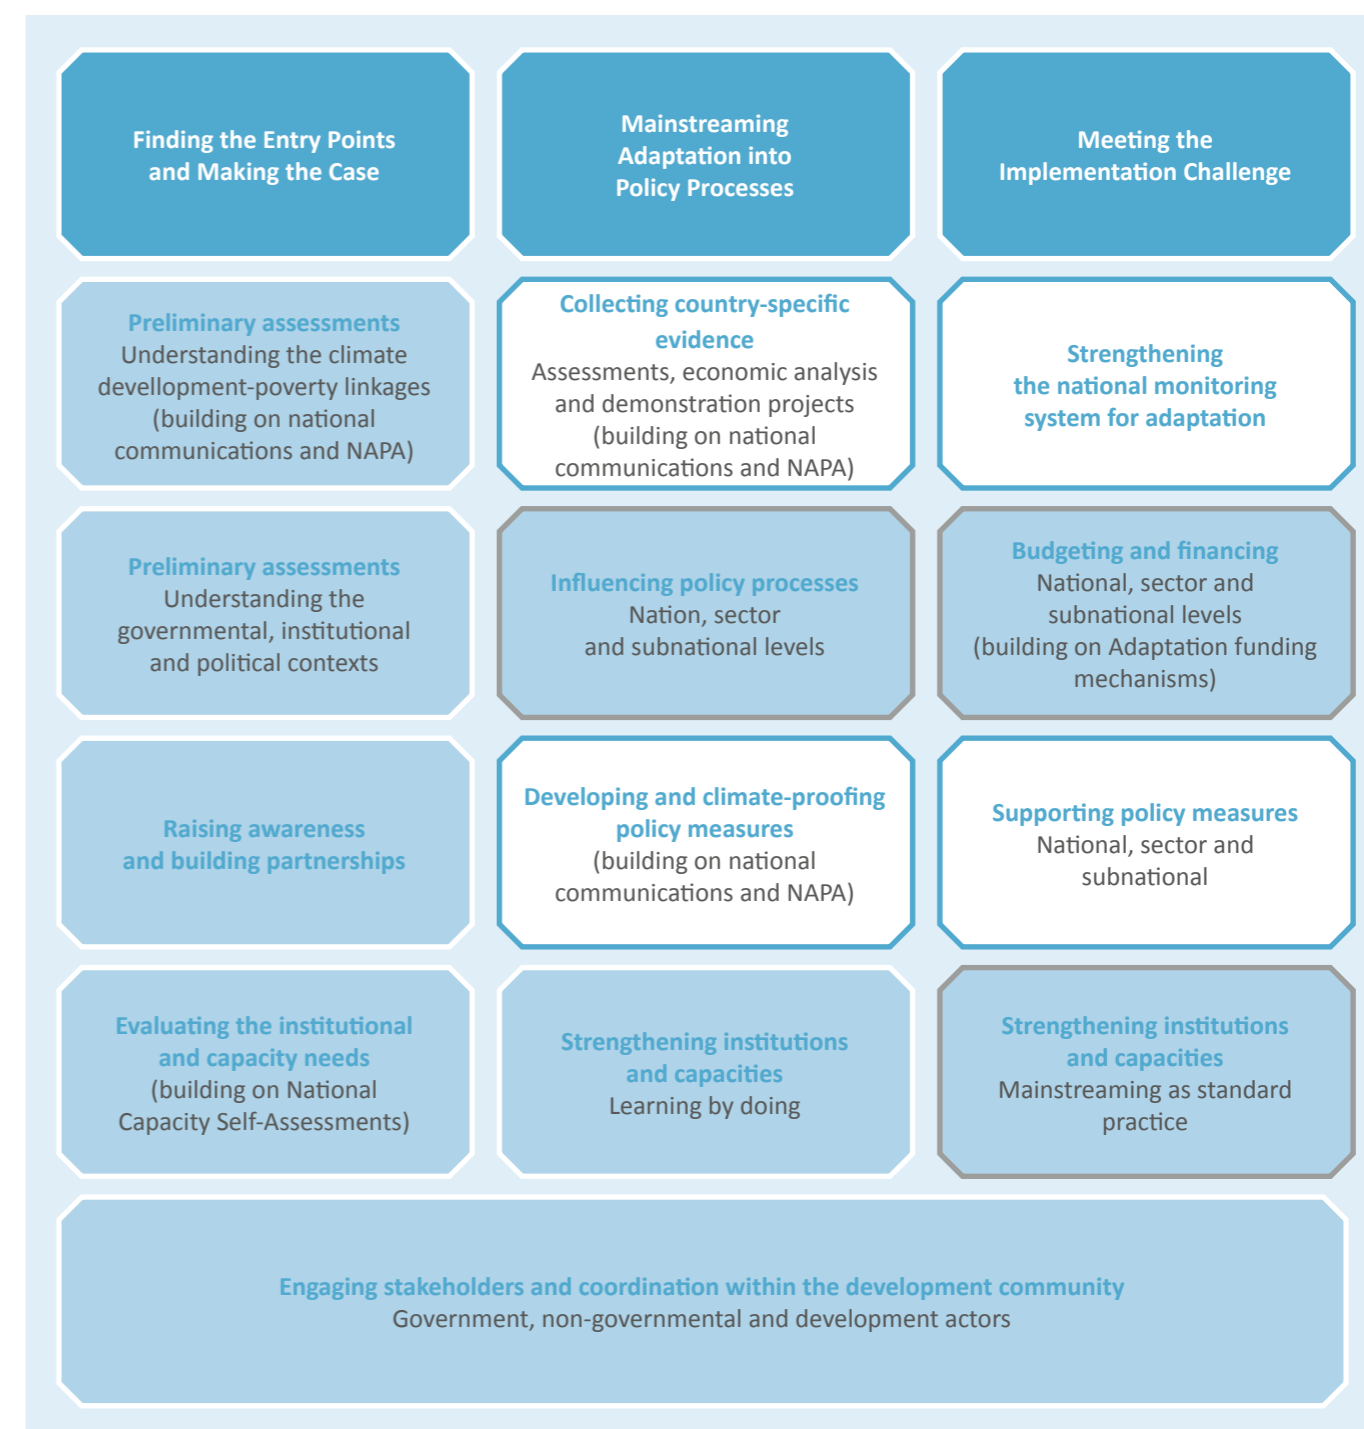 Finding the Entry Points
and Making the Case
Mainstreaming
Adaptation into
Policy Processes
Meeting the
Implementation Challenge
Preliminary assessments
Understanding the climate
devellopment-poverty linkages
(building on national
communications and NAPA)
Collecting country-specific
evidence
Assessments, economic analysis
and demonstration projects
(building on national
communications and NAPA)
Strengthening
the national monitoring
system for adaptation
Preliminary assessments
Understanding the
governmental, institutional
and political contexts
Influencing policy processes
Nation, sector
and subnational levels
Budgeting and financing
National, sector and
subnational levels
(building on Adaptation funding
mechanisms)
Raising awareness
and building partnerships
Developing and climate-proofing
policy measures
(building on national
communications and NAPA)
Supporting policy measures
National, sector and
subnational
Evaluating the institutional
and capacity needs
(building on National
Capacity Self-Assessments)
Strengthening institutions
and capacities
Learning by doing
Strengthening institutions
and capacities
Mainstreaming as standard
practice
Engaging stakeholders and coordination within the development community
Government, non-governmental and development actors